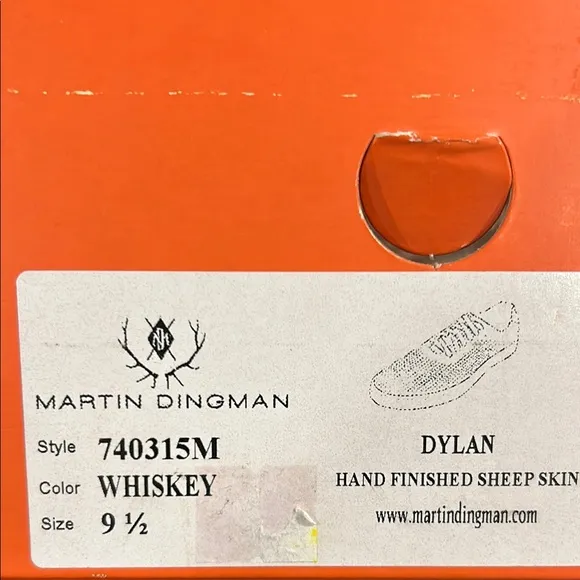 MARTIN DINGMAN
Style 740315M
Color WHISKEY
Size 9 ½
DYLAN
HAND FINISHED SHEEP SKIN
www.martindingman.com